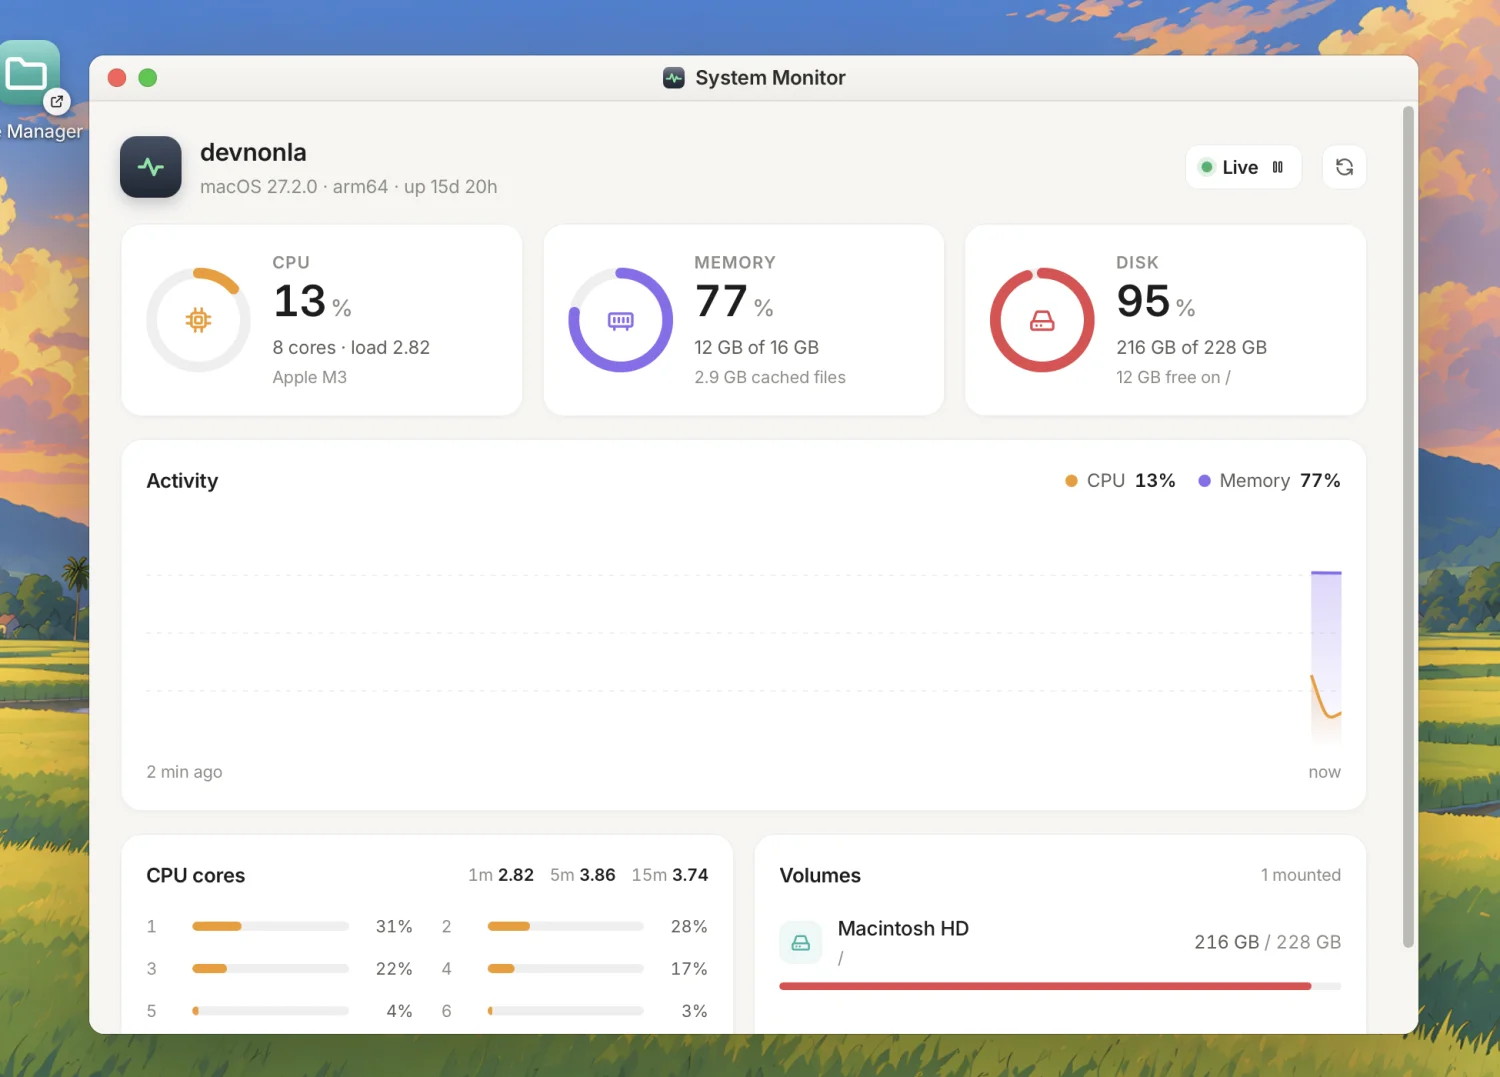 System Monitor
Manager
devnonla
macOS 27.2.0 · arm64 · up 15d 20h
Live
CPU
13 %
8 cores · load 2.82
Apple M3
MEMORY
77 %
12 GB of 16 GB
2.9 GB cached files
DISK
95 %
216 GB of 228 GB
12 GB free on /
Activity
CPU 13% Memory 77%
2 min ago
now
CPU cores
1m 2.82 5m 3.86 15m 3.74
1 31% 2 28%
3 22% 4 17%
5 4% 6 3%
Volumes
1 mounted
Macintosh HD
/
216 GB / 228 GB